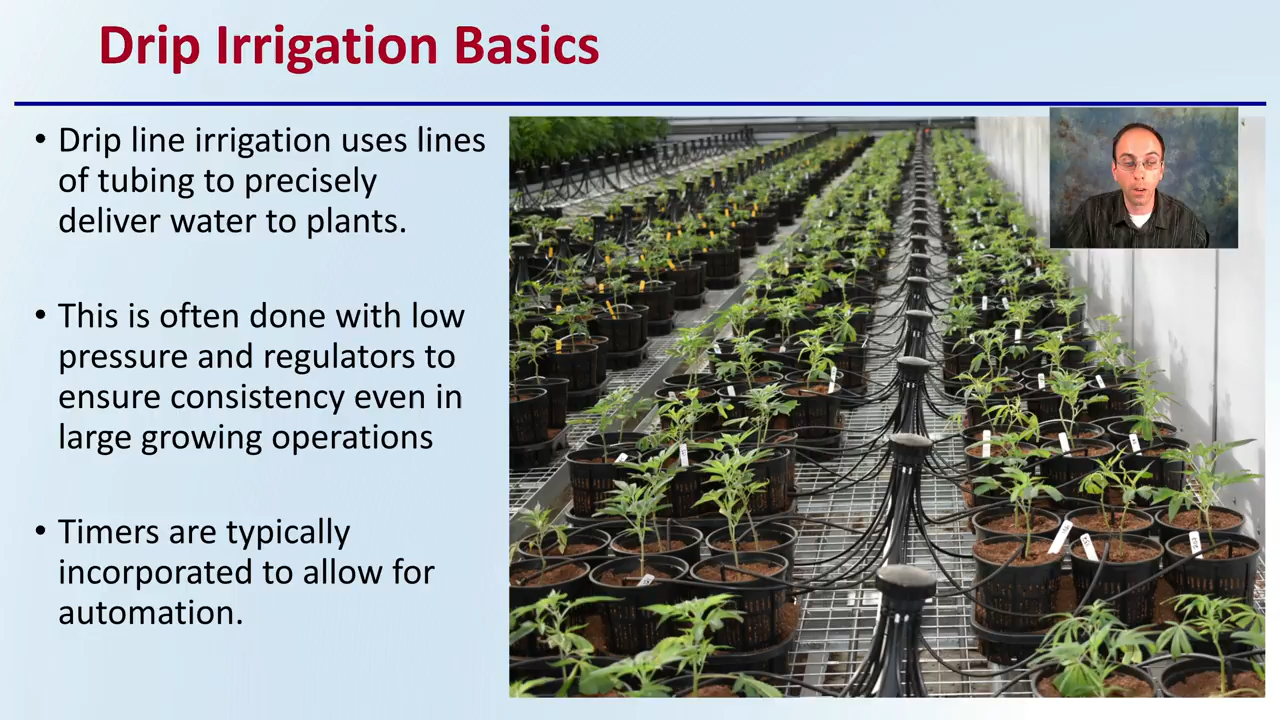 Drip Irrigation Basics
• Drip line irrigation uses lines
of tubing to precisely
deliver water to plants.
• This is often done with low
pressure and regulators to
ensure consistency even in
large growing operations
• Timers are typically
incorporated to allow for
automation.